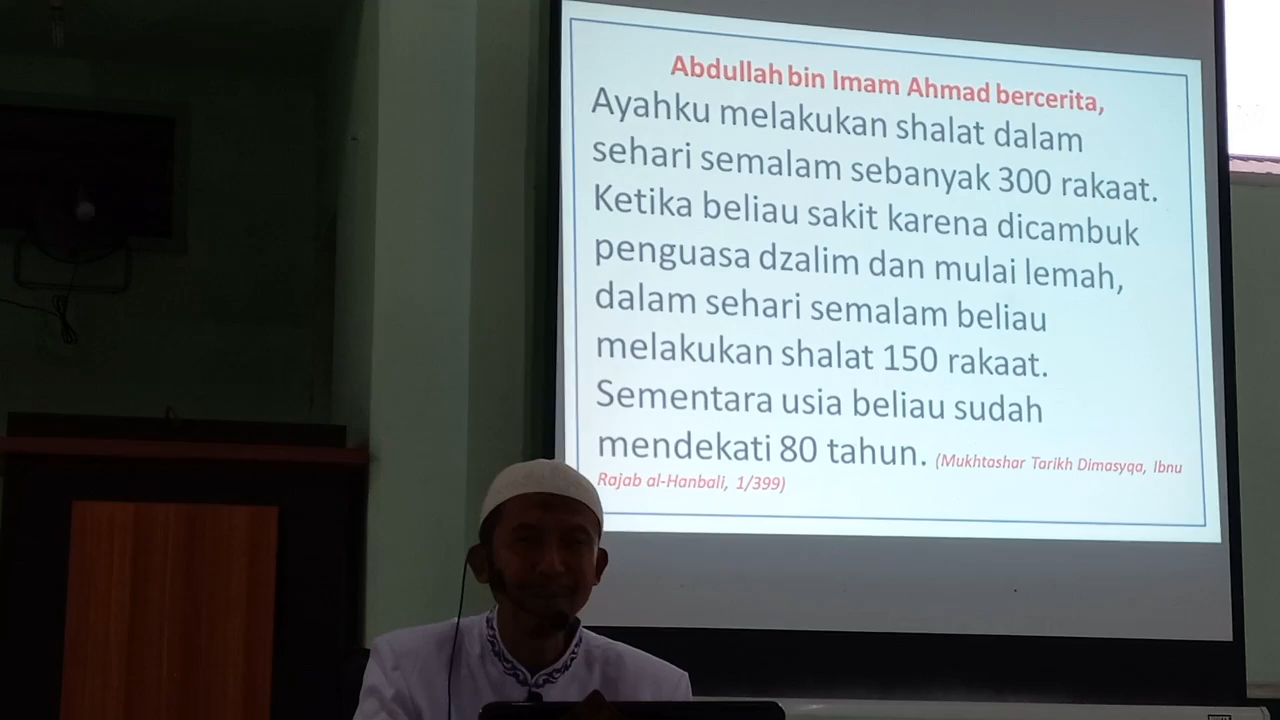 Abdullah bin Imam Ahmad bercerita,
Ayahku melakukan shalat dalam
sehari semalam sebanyak 300 rakaat.
Ketika beliau sakit karena dicambuk
penguasa dzalim dan mulai lemah,
dalam sehari semalam beliau
melakukan shalat 150 rakaat.
Sementara usia beliau sudah
mendekati 80 tahun. (Mukhtashar Tarikh Dimasyqa, Ibnu
Rajab al-Hanbali, 1/399)